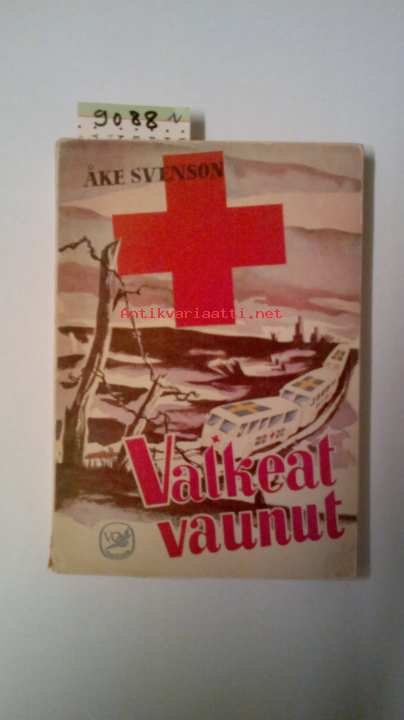 9088 N
ÅKE SVENSON
Antikvariaatti.net
Valkeat
vaunut